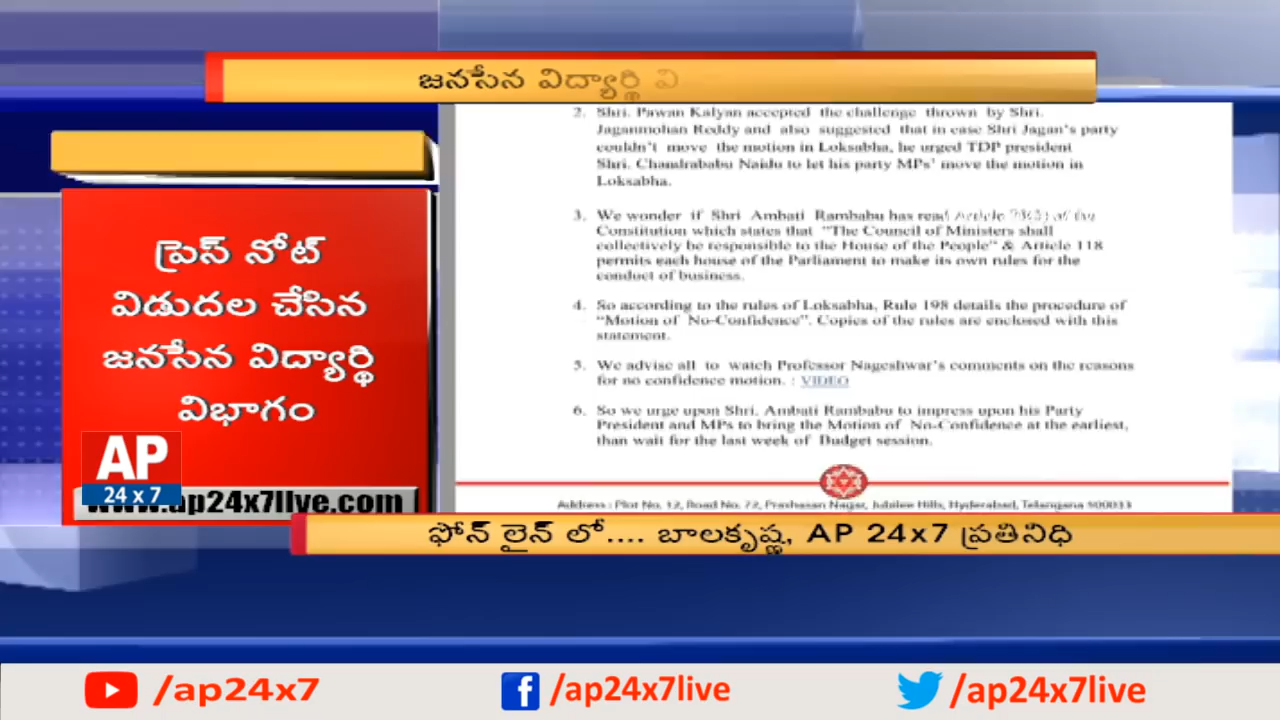 జనసేన విద్యార్థి వి
ప్రెస్ నోట్
విడుదల చేసిన
జనసేన విద్యార్థి
విభాగం
AP
24 x 7
www.ap24x7live.com
2. Shri. Pawan Kalyan accepted the challenge thrown by Shri.
Jaganmohan Reddy and also suggested that in case Shri Jagan's party
couldn't move the motion in Loksabha, he urged TDP president
Shri. Chandrababu Naidu to let his party MPs' move the motion in
Loksabha.
3. We wonder if Shri Ambati Rambabu has read Article of the
Constitution which states that "The Council of Ministers shall
collectively be responsible to the House of the People" & Article 118
permits each house of the Parliament to make its own rules for the
conduct of business.
4. So according to the rules of Loksabha, Rule 198 details the procedure of
"Motion of No-Confidence". Copies of the rules are enclosed with this
statement.
5. We advise all to watch Professor Nageshwar's comments on the reasons
for no confidence motion. : VIDEO
6. So we urge upon Shri. Ambati Rambabu to impress upon his Party
President and MPs to bring the Motion of No-Confidence at the earliest,
than wait for the last week of Budget session.
Address : Plot No. 12, Road No. 72, Prashasan Nagar, Jubilee Hills, Hyderabad, Telangana 500033
ఫోన్ లైన్ లో.... బాలకృష్ణ, AP 24x7 ప్రతినిధి
/ap24x7
/ap24x7live
/ap24x7live